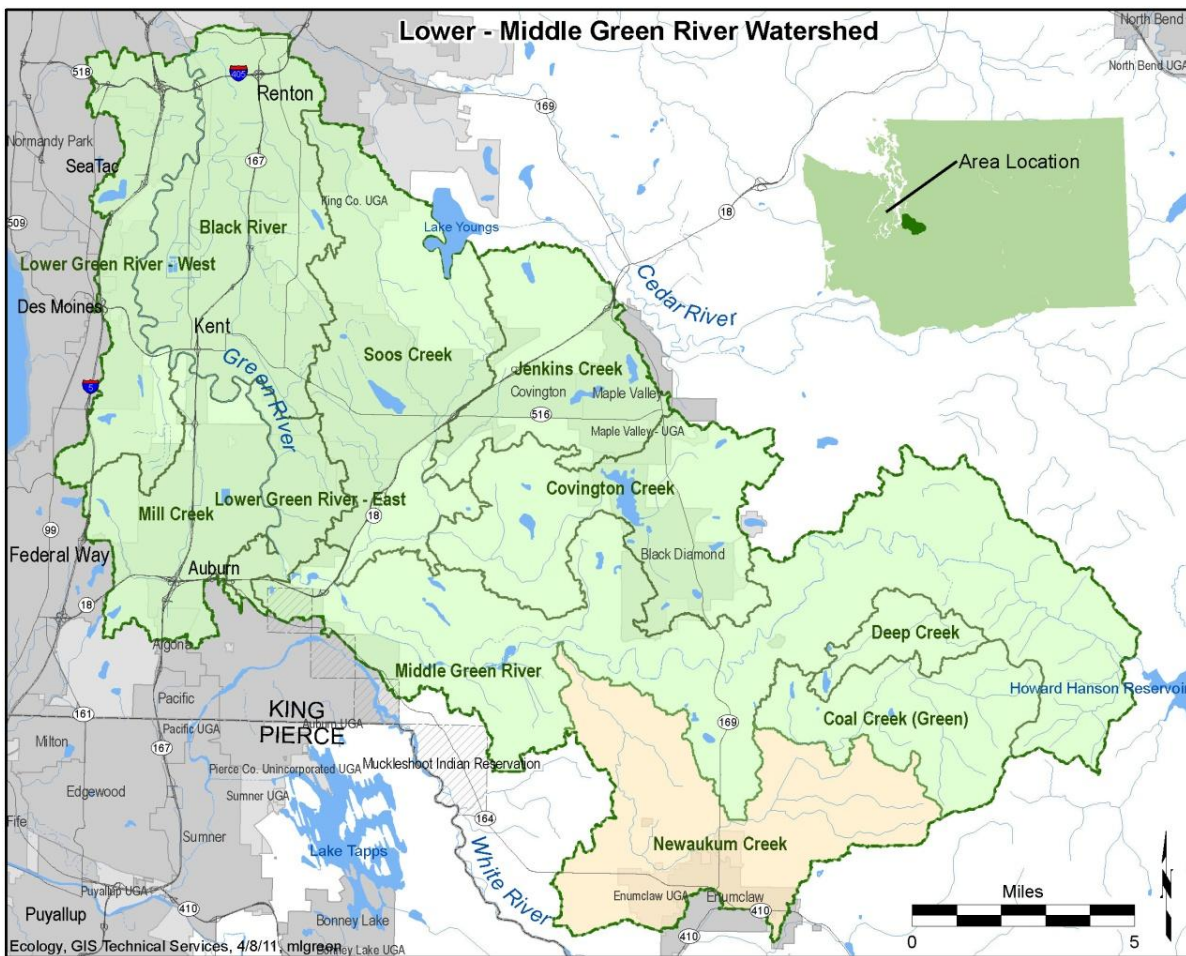 Lower - Middle Green River Watershed
North Bend
North Bend UGA
518
405
Renton
169
Normandy Park
SeaTac
167
King Co. UGA
Area Location
18
509
Black River
Lake Youngs
Lower Green River - West
Cedar River
Des Moines
Kent
Green River
Soos Creek
Jenkins Creek
5
Covington
Maple Valley
516
Maple Valley - UGA
Covington Creek
Mill Creek
Lower Green River - East
18
99
Federal Way
Black Diamond
Auburn
18
Algona
Deep Creek
Middle Green River
Howard Hanson Reservoir
Pacific
161
KING
169
Coal Creek (Green)
Pacific UGA
Auburn UGA
PIERCE
Milton
167
Muckleshoot Indian Reservation
Pierce Co. Unincorporated UGA
Edgewood
Sumner UGA
Fife
164
Sumner
Lake Tapps
White River
Newaukum Creek
N
Puyallup UGA
Enumclaw UGA
Enumclaw
Miles
Puyallup
410
Bonney Lake
410
410
0 5
Ecology, GIS Technical Services, 4/8/11, mlgreen
Bonney Lake UGA